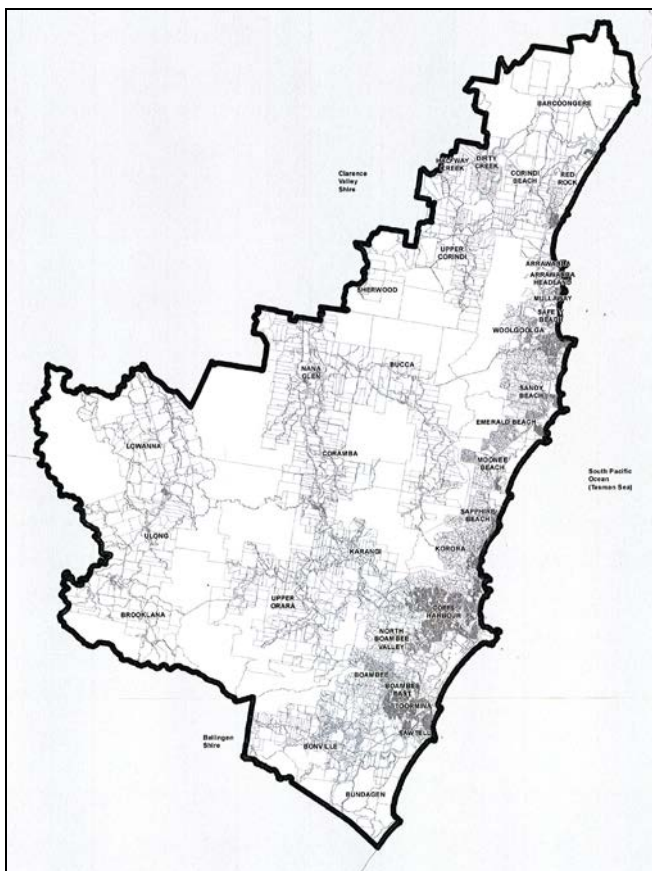 BARCOONGERE
HALFWAY
CREEK
DIRTY
CREEK
Clarence
Valley
Shire
CORINDI
BEACH
RED
ROCK
UPPER
CORINDI
ARRAWARRA
ARRAWARRA
HEADLAND
SHERWOOD
MULLAWAY
SAFETY
BEACH
WOOLGOOLGA
NANA
GLEN
BUCCA
SANDY
BEACH
EMERALD BEACH
LOWANNA
CORAMBA
MOONEE
BEACH
South Pacific
Ocean
(Tasman Sea)
SAPPHIRE
BEACH
ULONG
KARANGI
KORORA
UPPER
ORARA
COFFS
HARBOUR
BROOKLANA
NORTH
BOAMBEE
VALLEY
BOAMBEE
BOAMBEE
EAST
TOORMINA
SAWTELL
Bellingen
Shire
BONVILLE
BUNDAGEN